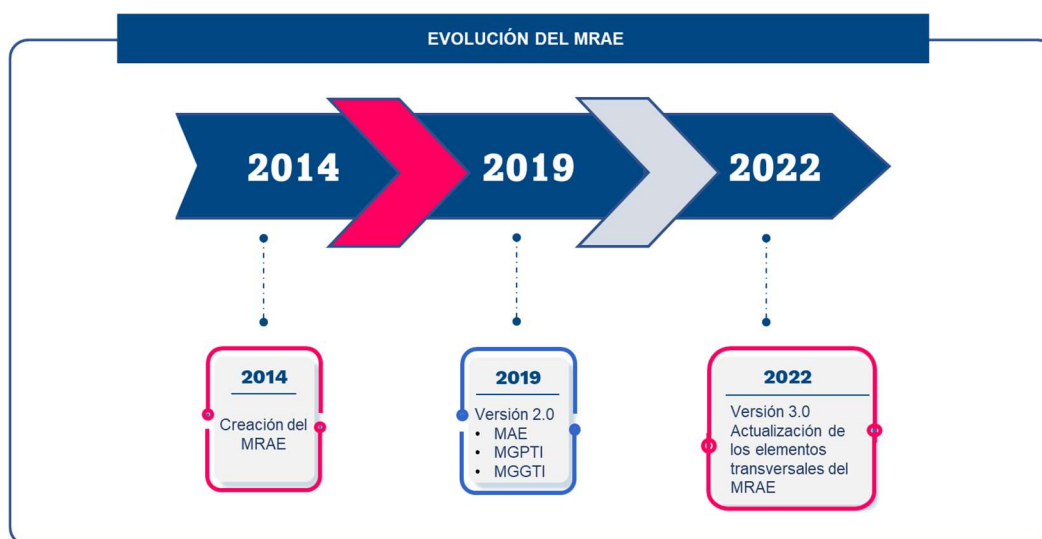 EVOLUCIÓN DEL MRAE
2014
2019
2022
2014
Creación del
MRAE
2019
Versión 2.0
• MAE
• MGPTI
• MGGTI
2022
Versión 3.0
Actualización de
los elementos
transversales del
MRAE